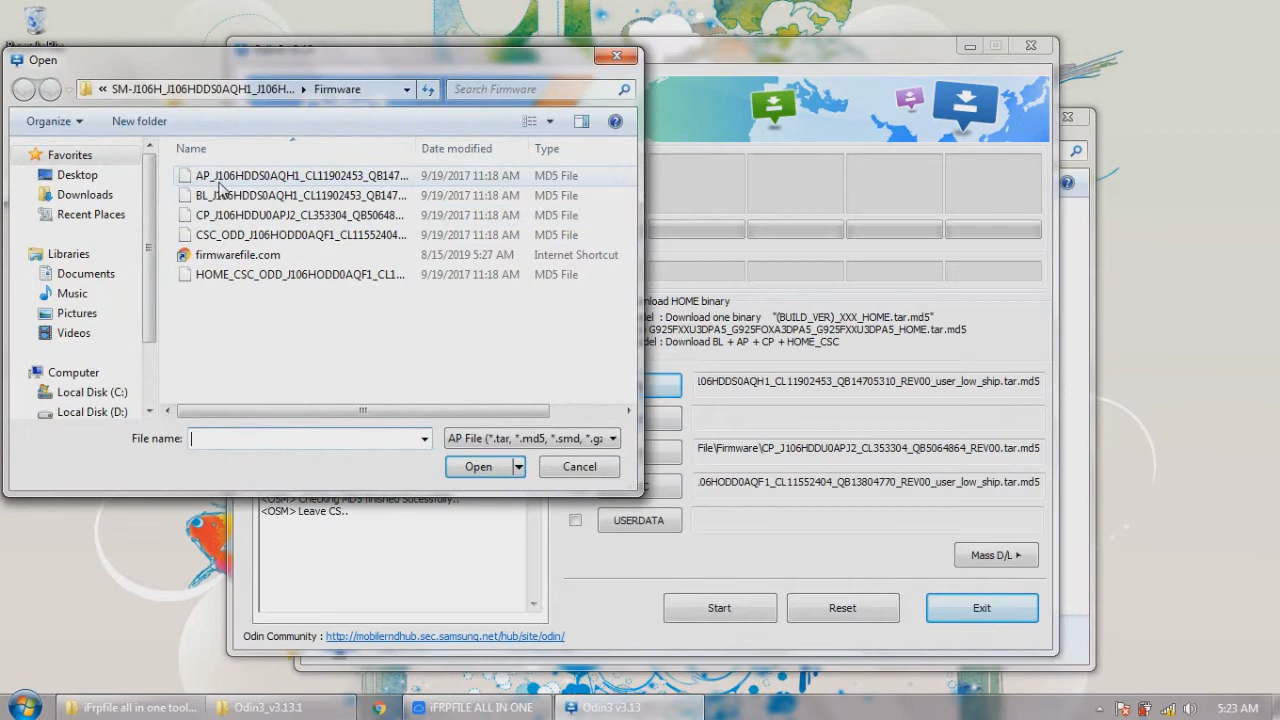 Open
SM-J106H_J106HDDS0AQH1_J106H...
Firmware
Search Firmware
Organize
New folder
Name
Date modified
Type
Favorites
Desktop
Downloads
Recent Places
Libraries
Documents
Music
Pictures
Videos
Computer
Local Disk (C:)
Local Disk (D:)
AP_J106HDDS0AQH1_CL11902453_QB147... 9/19/2017 11:18 AM MD5 File
BL_J106HDDS0AQH1_CL11902453_QB147... 9/19/2017 11:18 AM MD5 File
CP_J106HDDU0APJ2_CL353304_QB50648... 9/19/2017 11:18 AM MD5 File
CSC_ODD_J106HODD0AQF1_CL11552404... 9/19/2017 11:18 AM MD5 File
firmwarefile.com 8/15/2019 5:27 AM Internet Shortcut
HOME_CSC_ODD_J106HODD0AQF1_CL1... 9/19/2017 11:18 AM MD5 File
File name:
AP File (*.tar, *.md5, *.smd, *.gz
Open
Cancel
nload HOME binary
del : Download one binary "(BUILD_VER)_XXX_HOME.tar.md5"
G925FXXU3DPA5_G925FOXA3DPA5_G925FXXU3DPA5_HOME.tar.md5
del : Download BL + AP + CP + HOME_CSC
J06HDDS0AQH1_CL11902453_QB14705310_REV00_user_low_ship.tar.md5
File\Firmware\CP_J106HDDU0APJ2_CL353304_QB5064864_REV00.tar.md5
.06HODD0AQF1_CL11552404_QB13804770_REV00_user_low_ship.tar.md5
<OSM> Checking MD5 finished Sucessfully..
<OSM> Leave CS..
USERDATA
Mass D/L
Start
Reset
Exit
Odin Community : http://mobilerndhub.sec.samsung.net/hub/site/odin/
iFrpfile all in one tool...
Odin3_v3.13.1
iFRPFILE ALL IN ONE
Odin3 v3.13
5:23 AM